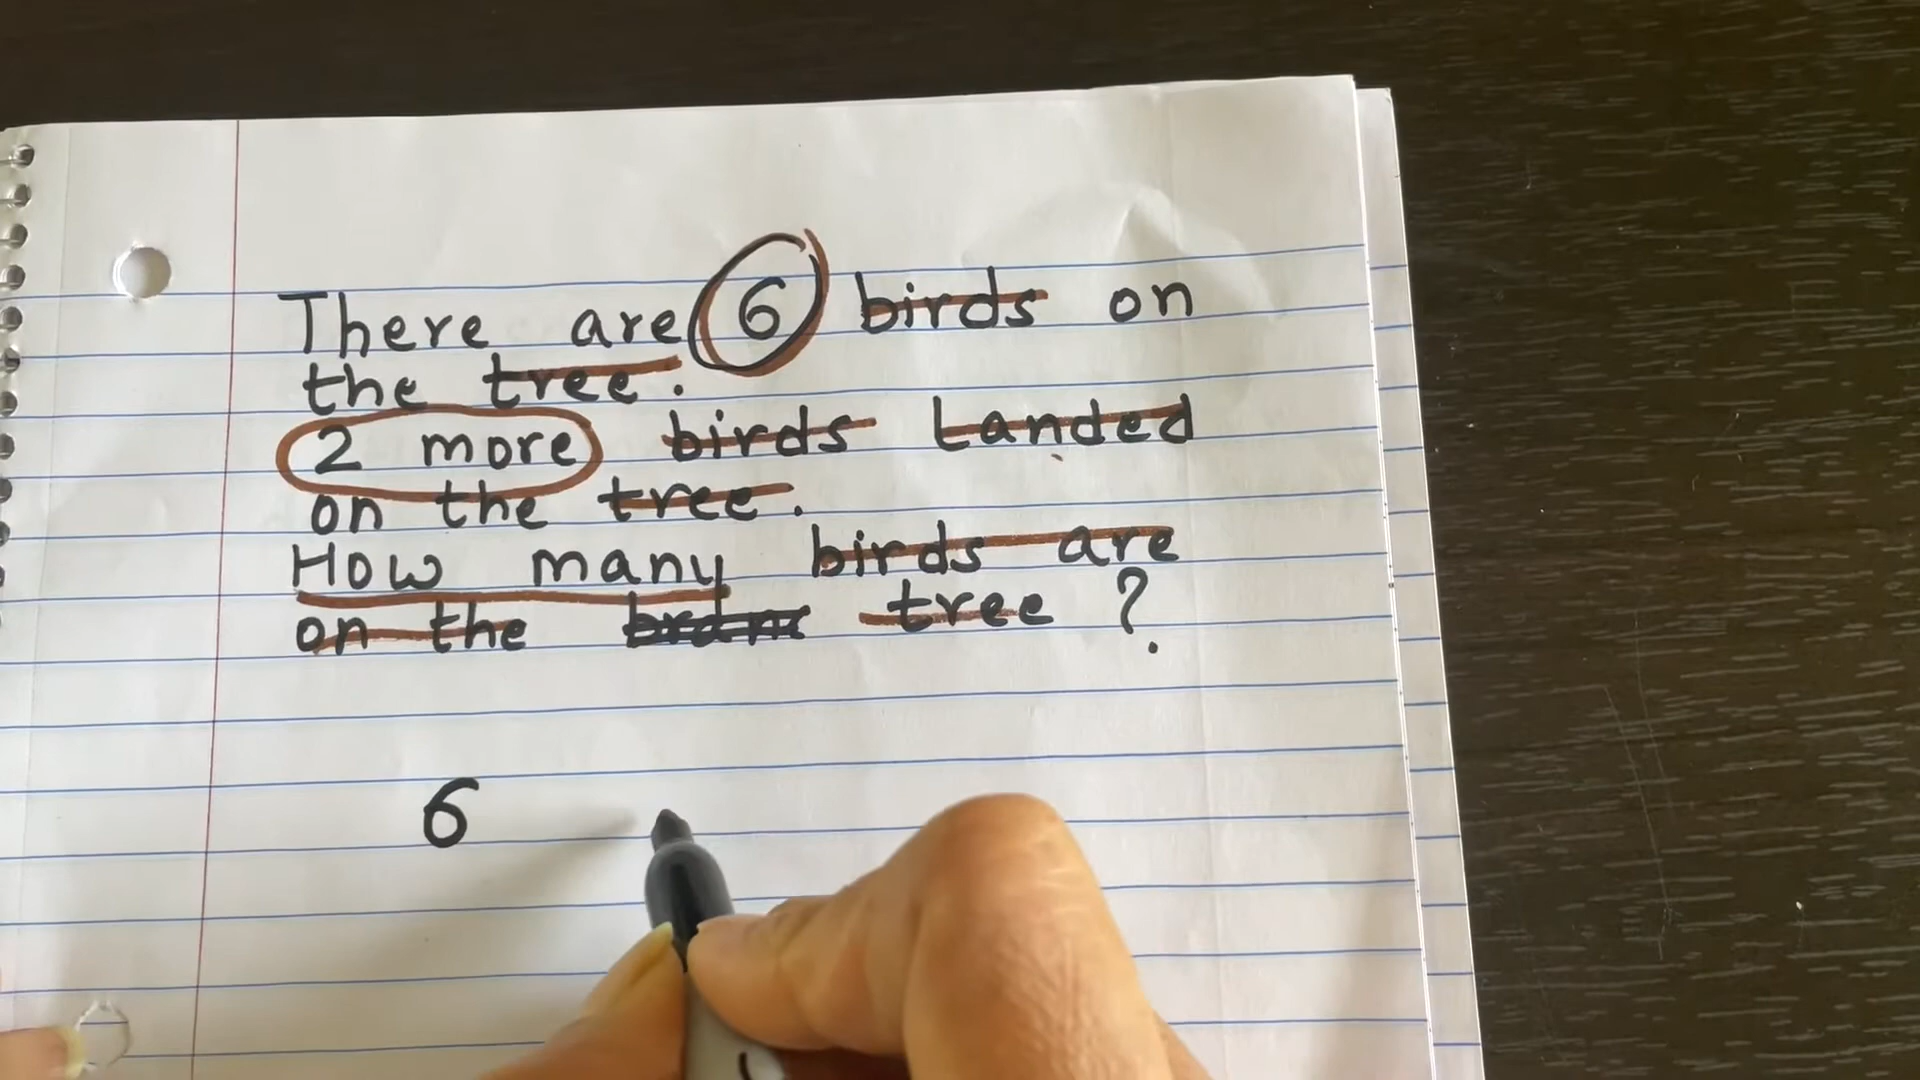 There are 6 birds on
the tree.
2 more birds Landed
on the tree.
How many birds are
on the tree ?
6